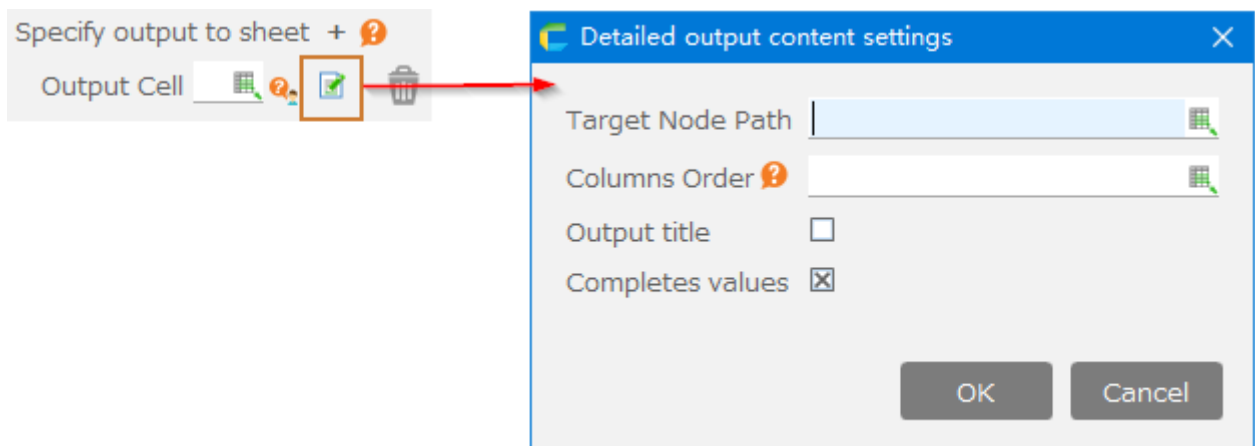 Specify output to sheet +
Output Cell
Detailed output content settings
Target Node Path
Columns Order
Output title
Completes values
OK
Cancel